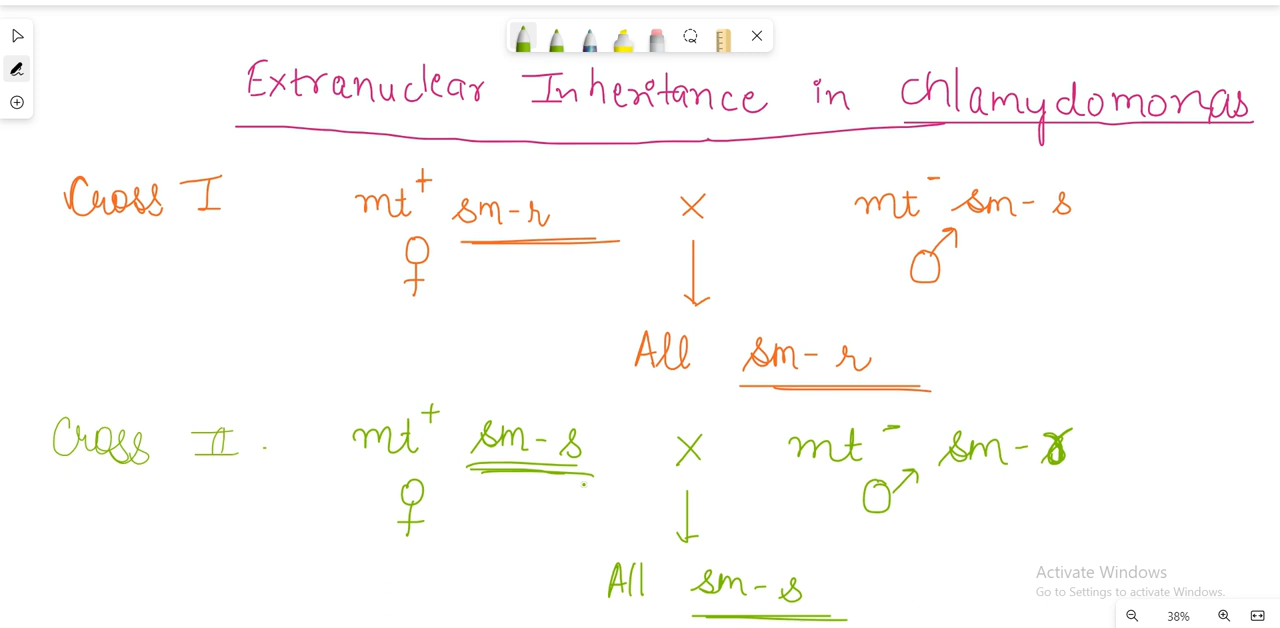 Extranuclear Inheritance in Chlamydomonas
Cross I mt+ sm-r × mt- sm-s
♀ ♂
All sm-r
Cross II. mt+ sm-s × mt- sm-r
♀ ♂
All sm-s
Activate Windows
Go to Settings to activate Windows.
38%